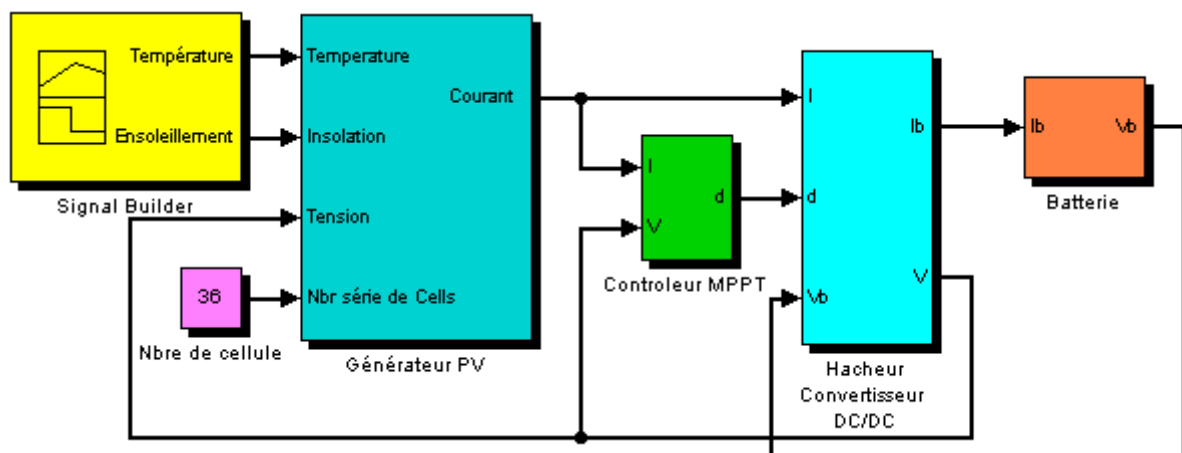 Température
Ensoleillement
Signal Builder
36
Nbre de cellule
Temperature
Insolation
Tension
Nbr série de Cells
Courant
Générateur PV
I
V
d
Controleur MPPT
I
d
Vb
Ib
V
Hacheur
Convertisseur
DC/DC
Ib
Vb
Batterie